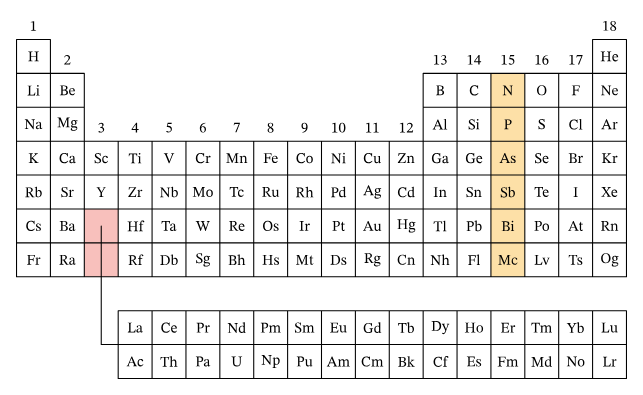 1 18
H 2 13 14 15 16 17 He
Li Be B C N O F Ne
Na Mg 3 4 5 6 7 8 9 10 11 12 Al Si P S Cl Ar
K Ca Sc Ti V Cr Mn Fe Co Ni Cu Zn Ga Ge As Se Br Kr
Rb Sr Y Zr Nb Mo Tc Ru Rh Pd Ag Cd In Sn Sb Te I Xe
Cs Ba Hf Ta W Re Os Ir Pt Au Hg Tl Pb Bi Po At Rn
Fr Ra Rf Db Sg Bh Hs Mt Ds Rg Cn Nh Fl Mc Lv Ts Og
La Ce Pr Nd Pm Sm Eu Gd Tb Dy Ho Er Tm Yb Lu
Ac Th Pa U Np Pu Am Cm Bk Cf Es Fm Md No Lr